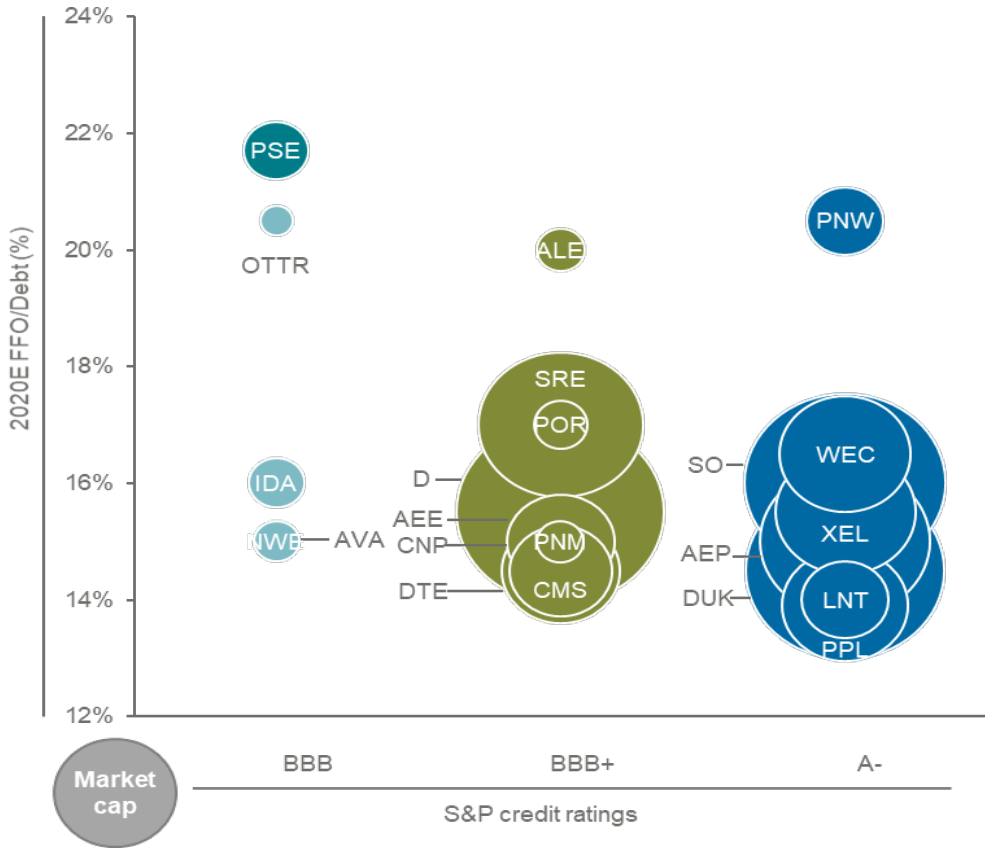 24%
22%
20%
18%
16%
14%
12%
2020E FFO/Debt (%)
PSE
OTTR
IDA
NWE
AVA
ALE
SRE
POR
D
AEE
CNP
PNM
DTE
CMS
PNW
SO
WEC
XEL
AEP
DUK
LNT
PPL
Market
cap
BBB
BBB+
A-
S&P credit ratings